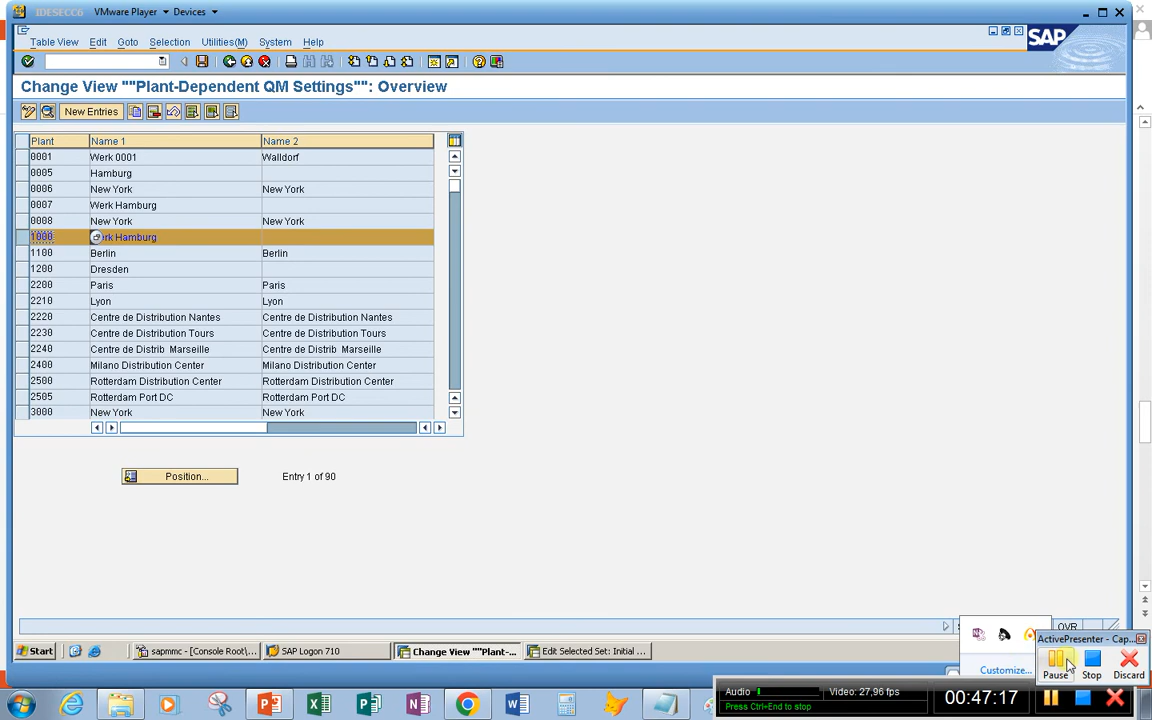 IDESECC6 VMware Player Devices
Table View Edit Goto Selection Utilities(M) System Help
SAP
Change View ""Plant-Dependent QM Settings"": Overview
New Entries
Plant Name 1 Name 2
0001 Werk 0001 Walldorf
0005 Hamburg
0006 New York New York
0007 Werk Hamburg
0008 New York New York
1000 rk Hamburg
1100 Berlin Berlin
1200 Dresden
2200 Paris Paris
2210 Lyon Lyon
2220 Centre de Distribution Nantes Centre de Distribution Nantes
2230 Centre de Distribution Tours Centre de Distribution Tours
2240 Centre de Distrib Marseille Centre de Distrib Marseille
2400 Milano Distribution Center Milano Distribution Center
2500 Rotterdam Distribution Center Rotterdam Distribution Center
2505 Rotterdam Port DC Rotterdam Port DC
3000 New York New York
Position... Entry 1 of 90
OVR
Start sapmmc - [Console Root\... SAP Logon 710 Change View ""Plant-... Edit Selected Set: Initial ...
Customize...
ActivePresenter - Cap...
Pause Stop Discard
Audio Video: 27,96 fps
Press Ctrl+End to stop
00:47:17